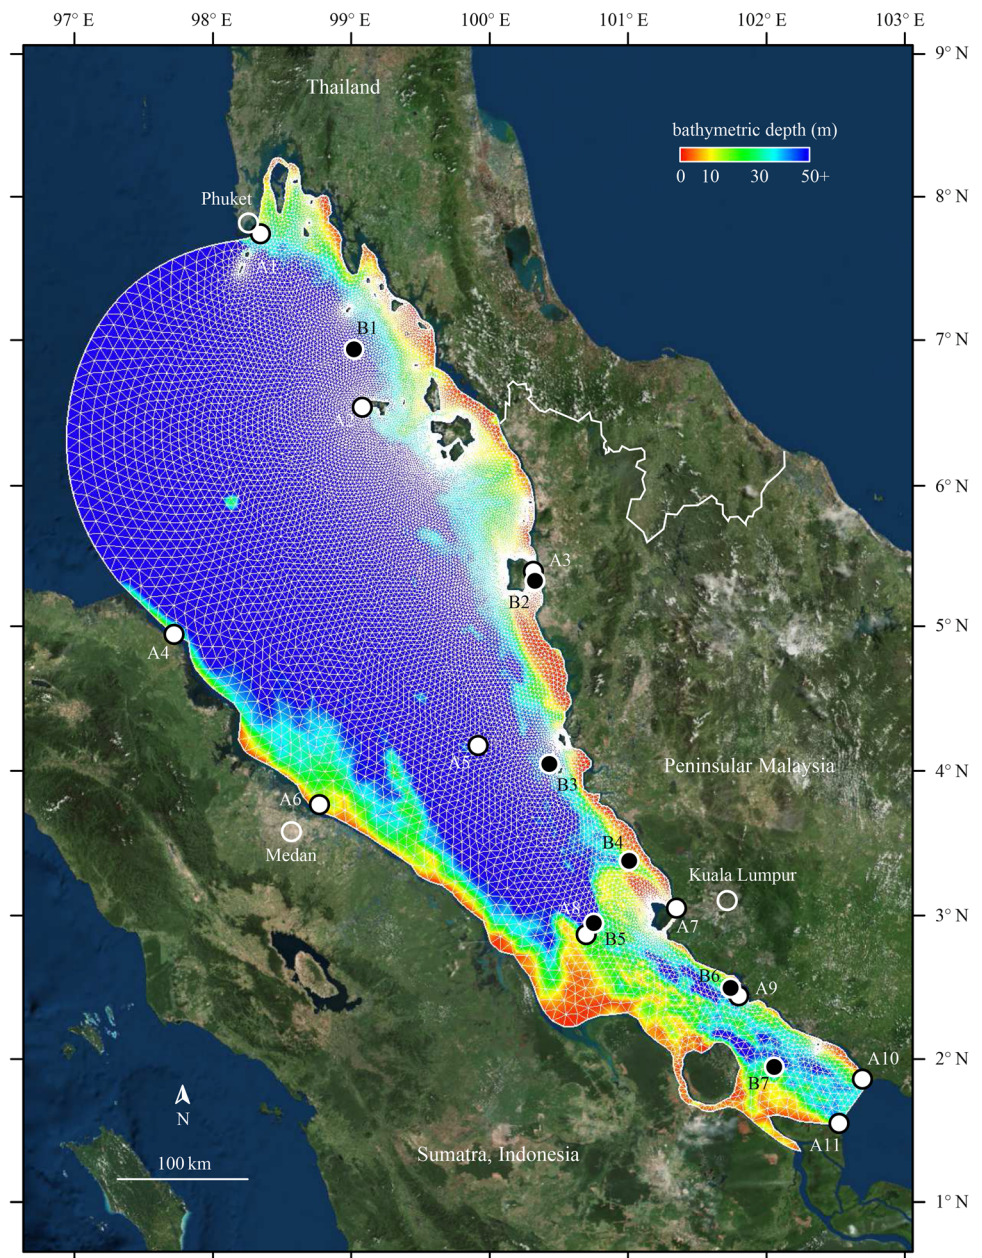 97° E 98° E 99° E 100° E 101° E 102° E 103° E
9° N
Thailand
bathymetric depth (m)
0 10 30 50+
8° N
Phuket
A1
B1
7° N
6° N
A3
B2
5° N
A4
A5
4° N
Peninsular Malaysia
B3
A6
Medan
B4
Kuala Lumpur
A8
3° N
A7
B5
B6
A9
2° N
A10
B7
N
A11
Sumatra, Indonesia
100 km
1° N